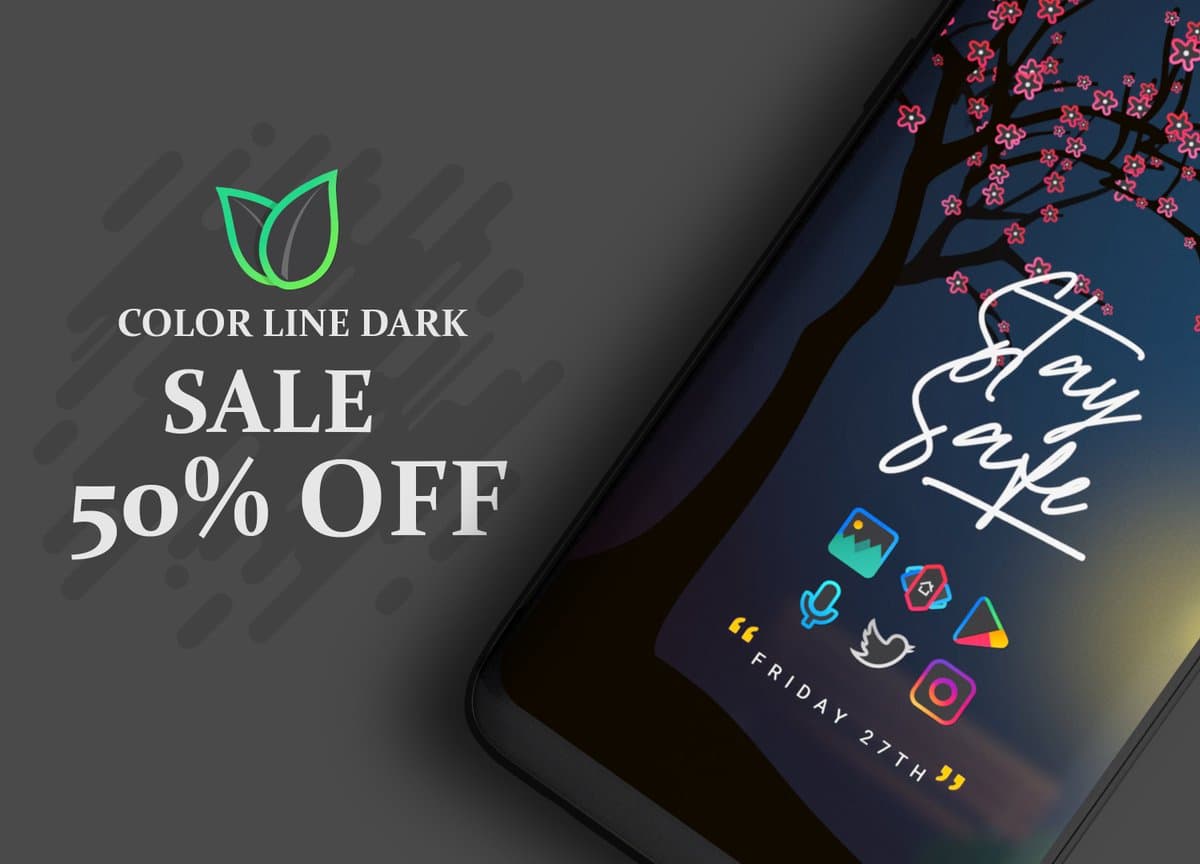 COLOR LINE DARK
SALE
50% OFF
Stay
Safe
“ FRIDAY 27TH ”